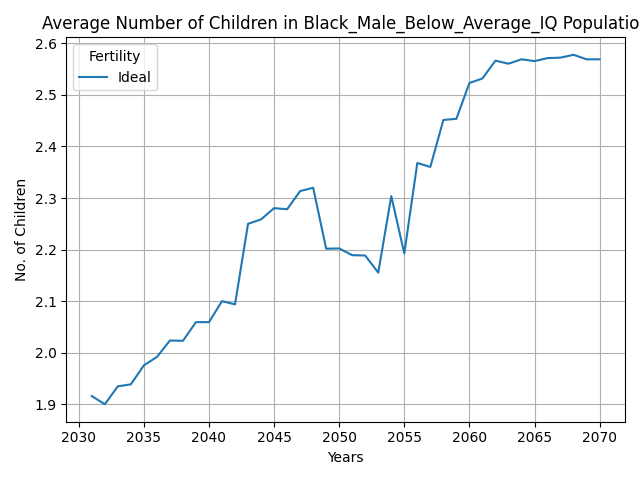 Average Number of Children in Black_Male_Below_Average_IQ Populatio
Fertility
Ideal
No. of Children
2.6
2.5
2.4
2.3
2.2
2.1
2.0
1.9
2030 2035 2040 2045 2050 2055 2060 2065 2070
Years